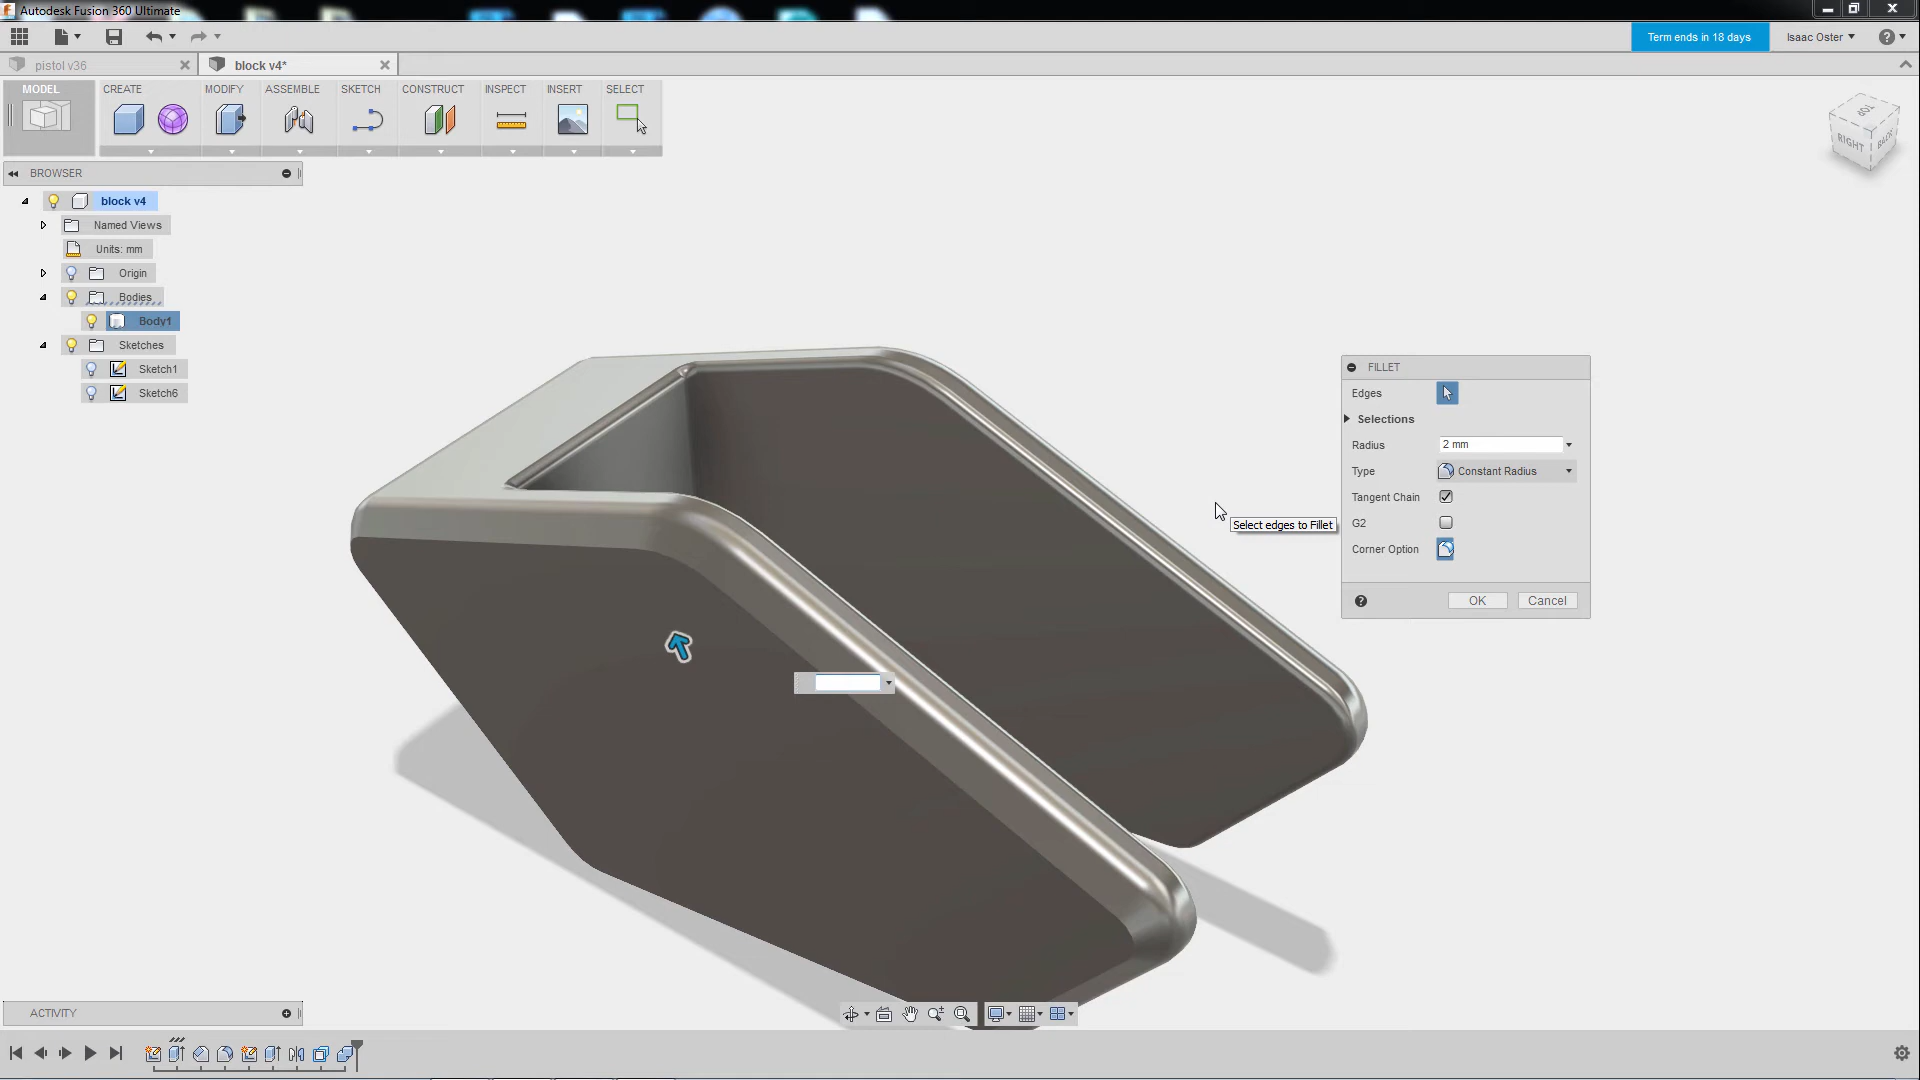 Autodesk Fusion 360 Ultimate
Term ends in 18 days
Isaac Oster
pistol v36
block v4*
MODEL
CREATE
MODIFY
ASSEMBLE
SKETCH
CONSTRUCT
INSPECT
INSERT
SELECT
TOP
RIGHT
BACK
BROWSER
block v4
Named Views
Units: mm
Origin
Bodies
Body1
Sketches
Sketch1
Sketch6
FILLET
Edges
Selections
Radius
2 mm
Type
Constant Radius
Tangent Chain
G2
Corner Option
OK
Cancel
Select edges to Fillet
ACTIVITY